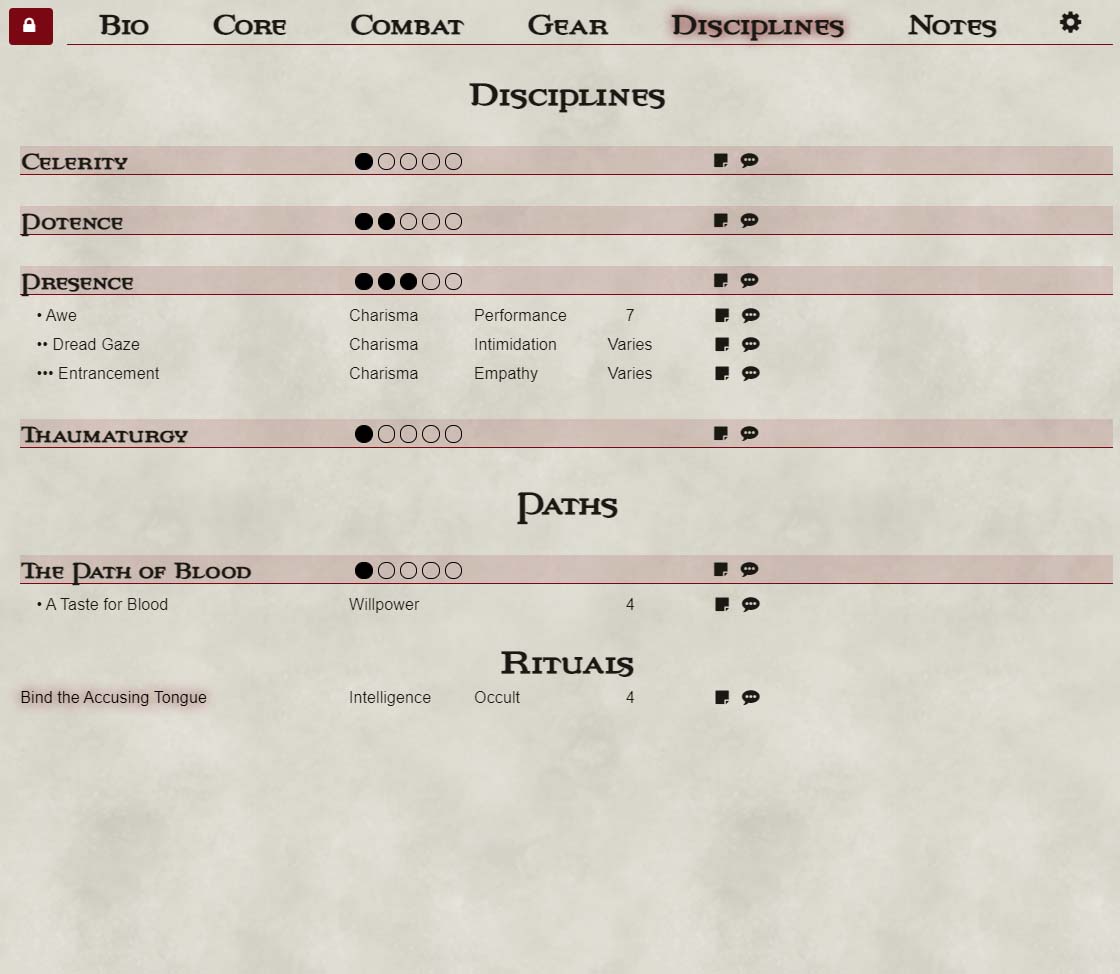 Bio Core Combat Gear Disciplines Notes
Disciplines
Celerity
Potence
Presence
• Awe Charisma Performance 7
•• Dread Gaze Charisma Intimidation Varies
••• Entrancement Charisma Empathy Varies
Thaumaturgy
Paths
The Path of Blood
• A Taste for Blood Willpower 4
Rituals
Bind the Accusing Tongue Intelligence Occult 4